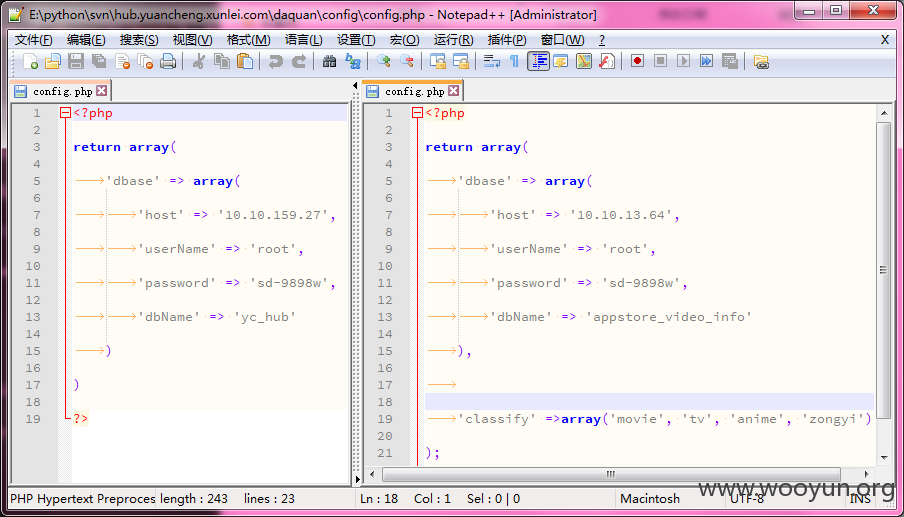 E:\python\svn\hub.yuancheng.xunlei.com\daquan\config\config.php - Notepad++ [Administrator]
文件(F) 编辑(E) 搜索(S) 视图(V) 格式(M) 语言(L) 设置(T) 宏(O) 运行(R) 插件(P) 窗口(W) ? X
config.php
1 <?php
2
3 return array(
4
5 'dbase' => array(
6
7 'host' => '10.10.159.27',
8
9 'userName' => 'root',
10
11 'password' => 'sd-9898w',
12
13 'dbName' => 'yc_hub'
14
15 )
16
17 )
18
19 ?>
config.php
1 <?php
2
3 return array(
4
5 'dbase' => array(
6
7 'host' => '10.10.13.64',
8
9 'userName' => 'root',
10
11 'password' => 'sd-9898w',
12
13 'dbName' => 'appstore_video_info'
14
15 ),
16
17
18
19 'classify' =>array('movie', 'tv', 'anime', 'zongyi')
20
21 );
PHP Hypertext Preproces length : 243 lines : 23 Ln : 18 Col : 1 Sel : 0 | 0 Macintosh UTF-8 INS
www.wooyun.org